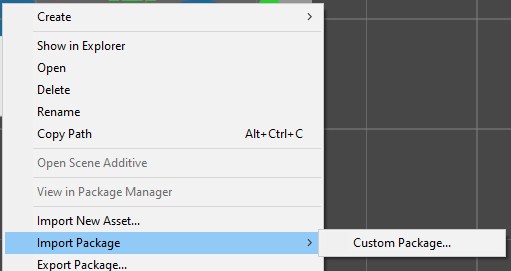 Create
Show in Explorer
Open
Delete
Rename
Copy Path Alt+Ctrl+C
Open Scene Additive
View in Package Manager
Import New Asset...
Import Package Custom Package...
Export Package...